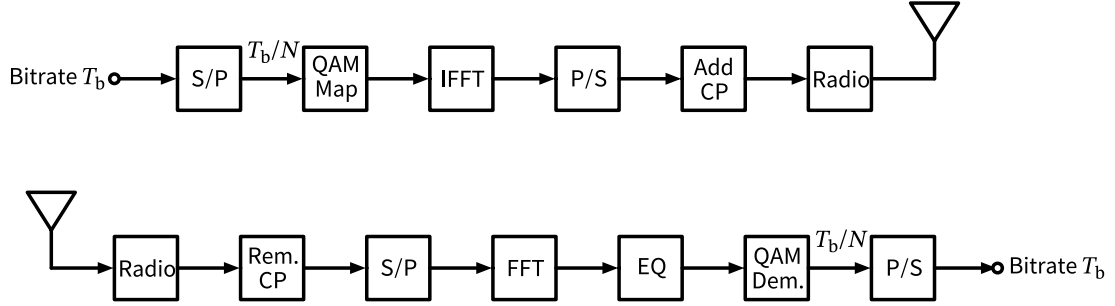 Bitrate T_b
S/P
T_b/N
QAM
Map
IFFT
P/S
Add
CP
Radio
Radio
Rem.
CP
S/P
FFT
EQ
QAM
Dem.
T_b/N
P/S
Bitrate T_b